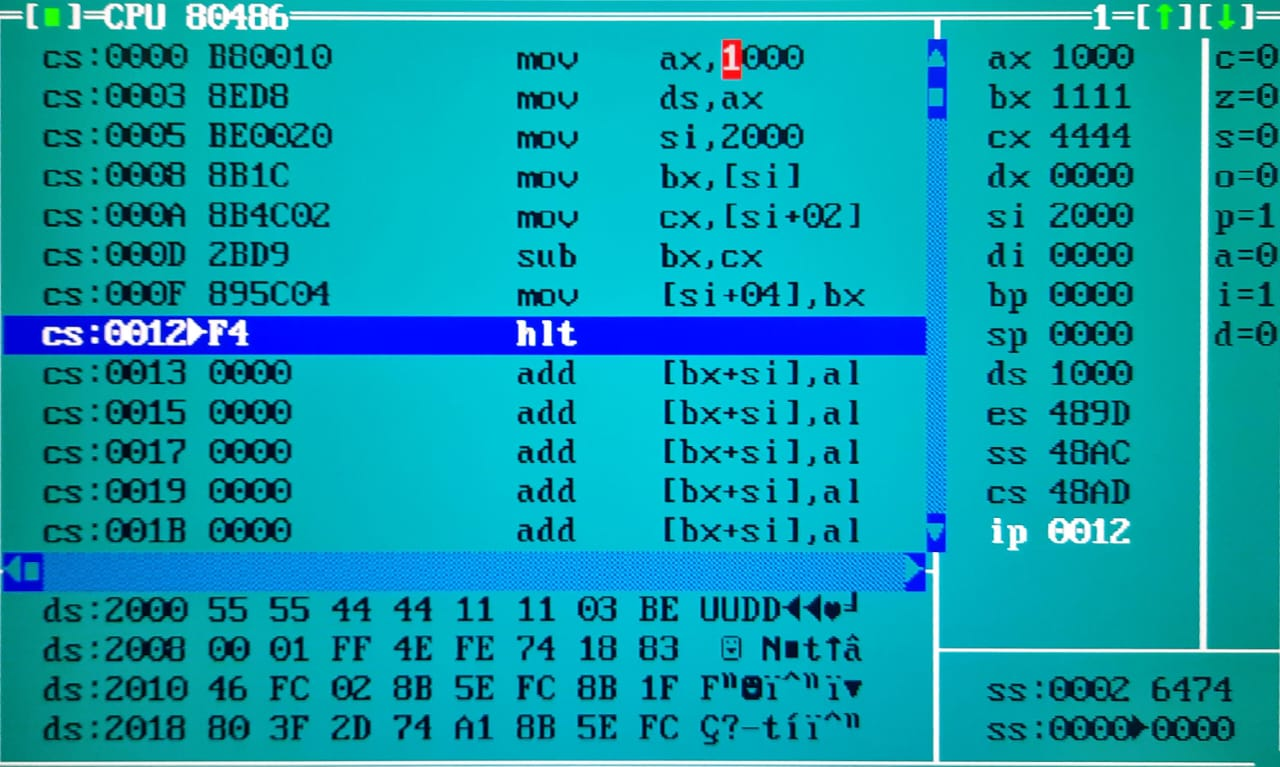 [■]=CPU 80486 1=[↑][↓]
cs:0000 B80010 mov ax,1000
cs:0003 8ED8 mov ds,ax
cs:0005 BE0020 mov si,2000
cs:0008 8B1C mov bx,[si]
cs:000A 8B4C02 mov cx,[si+02]
cs:000D 2BD9 sub bx,cx
cs:000F 895C04 mov [si+04],bx
cs:0012►F4 hlt
cs:0013 0000 add [bx+si],al
cs:0015 0000 add [bx+si],al
cs:0017 0000 add [bx+si],al
cs:0019 0000 add [bx+si],al
cs:001B 0000 add [bx+si],al
ax 1000
bx 1111
cx 4444
dx 0000
si 2000
di 0000
bp 0000
sp 0000
ds 1000
es 489D
ss 48AC
cs 48AD
ip 0012
c=0
z=0
s=0
o=0
p=1
a=0
i=1
d=0
ds:2000 55 55 44 44 11 11 03 BE UUDD◄◄♥╛
ds:2008 00 01 FF 4E FE 74 18 83 ☺ N■t↑â
ds:2010 46 FC 02 8B 5E FC 8B 1F Fⁿ☻ï^ⁿï▼
ds:2018 80 3F 2D 74 A1 8B 5E FC Ç?-tíï^ⁿ
ss:0002 6474
ss:0000►0000